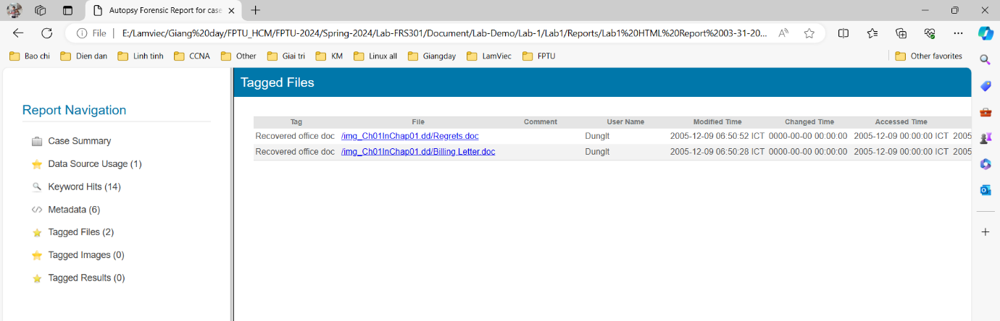 Autopsy Forensic Report for case
File | E:/Lamviec/Giang%20day/FPTU_HCM/FPTU-2024/Spring-2024/Lab-FRS301/Document/Lab-Demo/Lab-1/Lab1/Reports/Lab1%20HTML%20Report%2003-31-20...
Bao chi Dien dan Linh tinh CCNA Other Giai tri KM Linux all Giangday LamViec FPTU Other favorites
Tagged Files
Report Navigation
Case Summary
Data Source Usage (1)
Keyword Hits (14)
Metadata (6)
Tagged Files (2)
Tagged Images (0)
Tagged Results (0)
Tag File Comment User Name Modified Time Changed Time Accessed Time
Recovered office doc /img_Ch01InChap01.dd/Regrets.doc DungIt 2005-12-09 06:50:52 ICT 0000-00-00 00:00:00 2005-12-09 00:00:00 ICT 2005
Recovered office doc /img_Ch01InChap01.dd/Billing Letter.doc DungIt 2005-12-09 06:50:28 ICT 0000-00-00 00:00:00 2005-12-09 00:00:00 ICT 2005